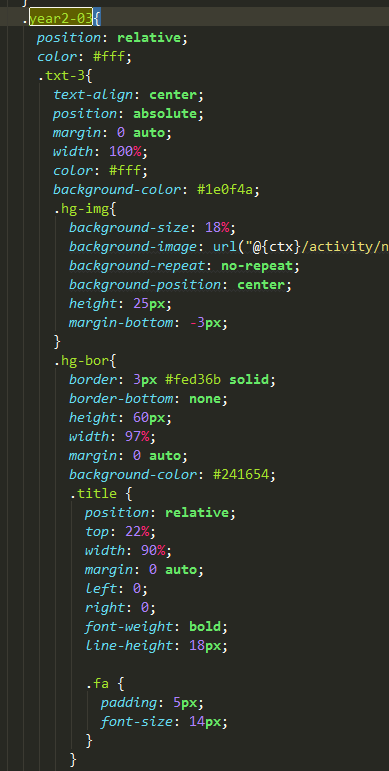 }
.year2-03{
position: relative;
color: #fff;
.txt-3{
text-align: center;
position: absolute;
margin: 0 auto;
width: 100%;
color: #fff;
background-color: #1e0f4a;
.hg-img{
background-size: 18%;
background-image: url("@{ctx}/activity/n
background-repeat: no-repeat;
background-position: center;
height: 25px;
margin-bottom: -3px;
}
.hg-bor{
border: 3px #fed36b solid;
border-bottom: none;
height: 60px;
width: 97%;
margin: 0 auto;
background-color: #241654;
.title {
position: relative;
top: 22%;
width: 90%;
margin: 0 auto;
left: 0;
right: 0;
font-weight: bold;
line-height: 18px;
.fa {
padding: 5px;
font-size: 14px;
}
}